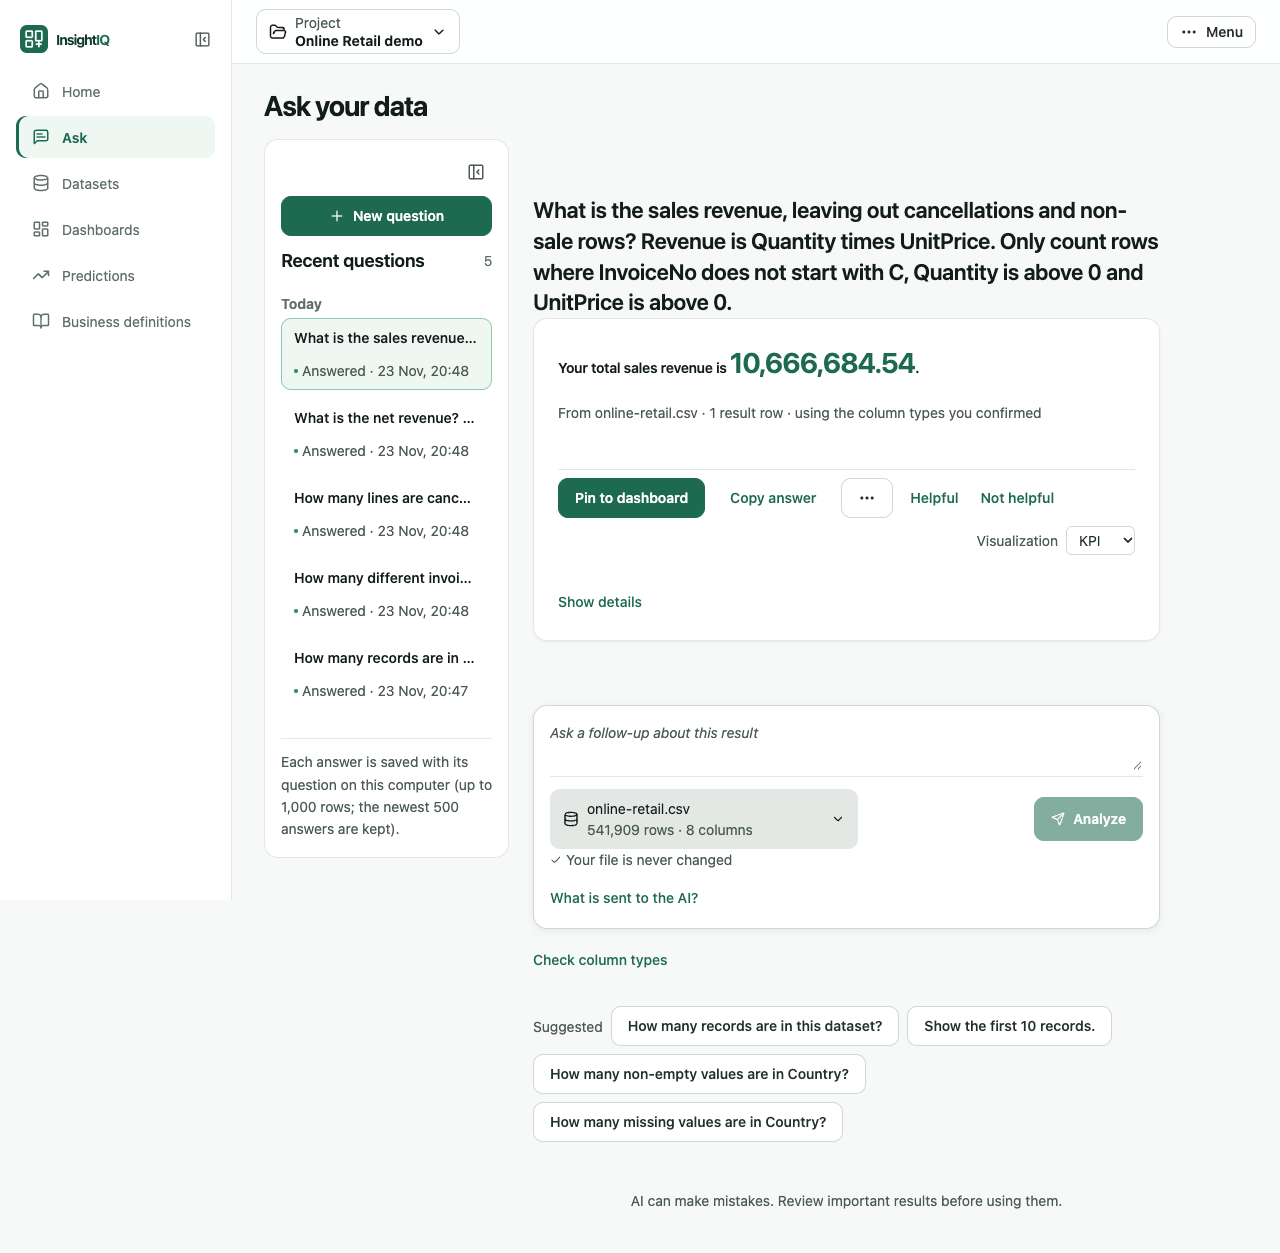 InsightIQ
Home
Ask
Datasets
Dashboards
Predictions
Business definitions
Project
Online Retail demo
Menu
Ask your data
New question
Recent questions 5
Today
What is the sales revenue...
Answered · 23 Nov, 20:48
What is the net revenue? ...
Answered · 23 Nov, 20:48
How many lines are canc...
Answered · 23 Nov, 20:48
How many different invoi...
Answered · 23 Nov, 20:48
How many records are in ...
Answered · 23 Nov, 20:47
Each answer is saved with its
question on this computer (up to
1,000 rows; the newest 500
answers are kept).
What is the sales revenue, leaving out cancellations and non-
sale rows? Revenue is Quantity times UnitPrice. Only count rows
where InvoiceNo does not start with C, Quantity is above 0 and
UnitPrice is above 0.
Your total sales revenue is 10,666,684.54.
From online-retail.csv · 1 result row · using the column types you confirmed
Pin to dashboard Copy answer ... Helpful Not helpful
Visualization KPI
Show details
Ask a follow-up about this result
online-retail.csv
541,909 rows · 8 columns
Analyze
✓ Your file is never changed
What is sent to the AI?
Check column types
Suggested How many records are in this dataset? Show the first 10 records.
How many non-empty values are in Country?
How many missing values are in Country?
AI can make mistakes. Review important results before using them.